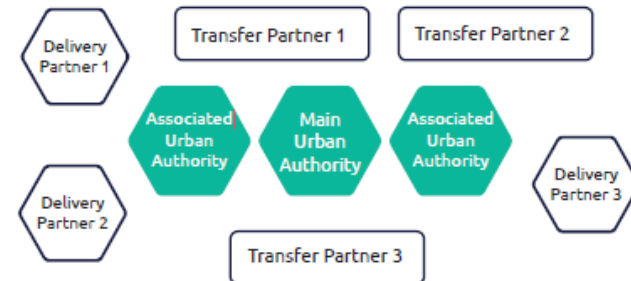 Delivery
Partner 1
Transfer Partner 1
Transfer Partner 2
Associated
Urban
Authority
Main
Urban
Authority
Associated
Urban
Authority
Delivery
Partner 2
Delivery
Partner 3
Transfer Partner 3